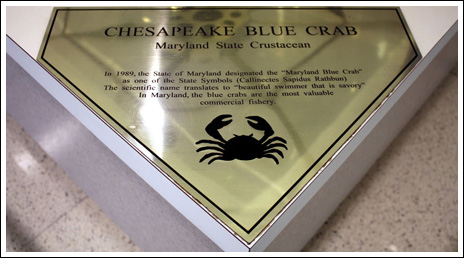 CHESAPEAKE BLUE CRAB
Maryland State Crustacean
In 1989, the State of Maryland designated the "Maryland Blue Crab"
as one of the State Symbols (Callinectes Sapidus Rathbun)
The scientific name translates to "beautiful swimmer that is savory"
In Maryland, the blue crabs are the most valuable
commercial fishery.